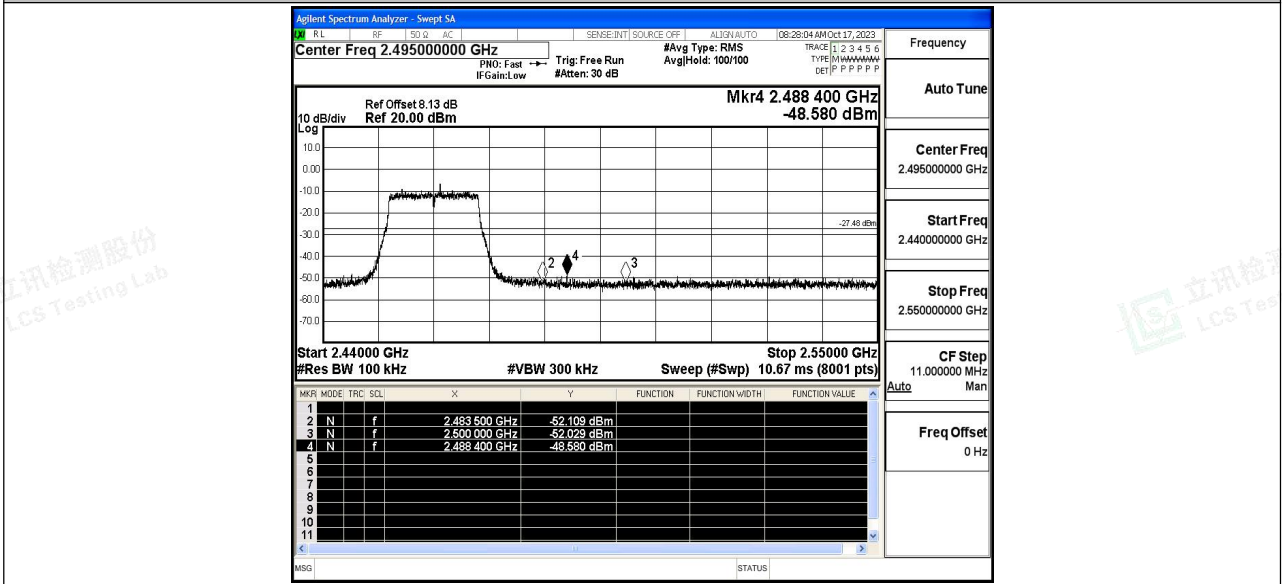 Agilent Spectrum Analyzer - Swept SA
LXI RL RF 50 Ω AC SENSE:INT SOURCE OFF ALIGN AUTO 08:28:04 AM Oct 17, 2023
Center Freq 2.495000000 GHz
PNO: Fast
IFGain:Low
Trig: Free Run
#Atten: 30 dB
#Avg Type: RMS
Avg|Hold: 100/100
TRACE 1 2 3 4 5 6
TYPE M WWWWW
DET P P P P P P
Frequency
Auto Tune
Center Freq
2.495000000 GHz
Start Freq
2.440000000 GHz
Stop Freq
2.550000000 GHz
CF Step
11.000000 MHz
Auto Man
Freq Offset
0 Hz
Mkr4 2.488 400 GHz
-48.580 dBm
Ref Offset 8.13 dB
10 dB/div Ref 20.00 dBm
Log
10.0
0.00
-10.0
-20.0
-27.48 dBm
-30.0
-40.0
-50.0
-60.0
-70.0
2 4 3
Start 2.44000 GHz Stop 2.55000 GHz
#Res BW 100 kHz #VBW 300 kHz Sweep (#Swp) 10.67 ms (8001 pts)
MKR MODE TRC SCL X Y FUNCTION FUNCTION WIDTH FUNCTION VALUE
1
2 N f 2.483 500 GHz -52.109 dBm
3 N f 2.500 000 GHz -52.029 dBm
4 N f 2.488 400 GHz -48.580 dBm
5
6
7
8
9
10
11
MSG STATUS
立讯检测股份
LCS Testing Lab
立讯检测
LCS Test